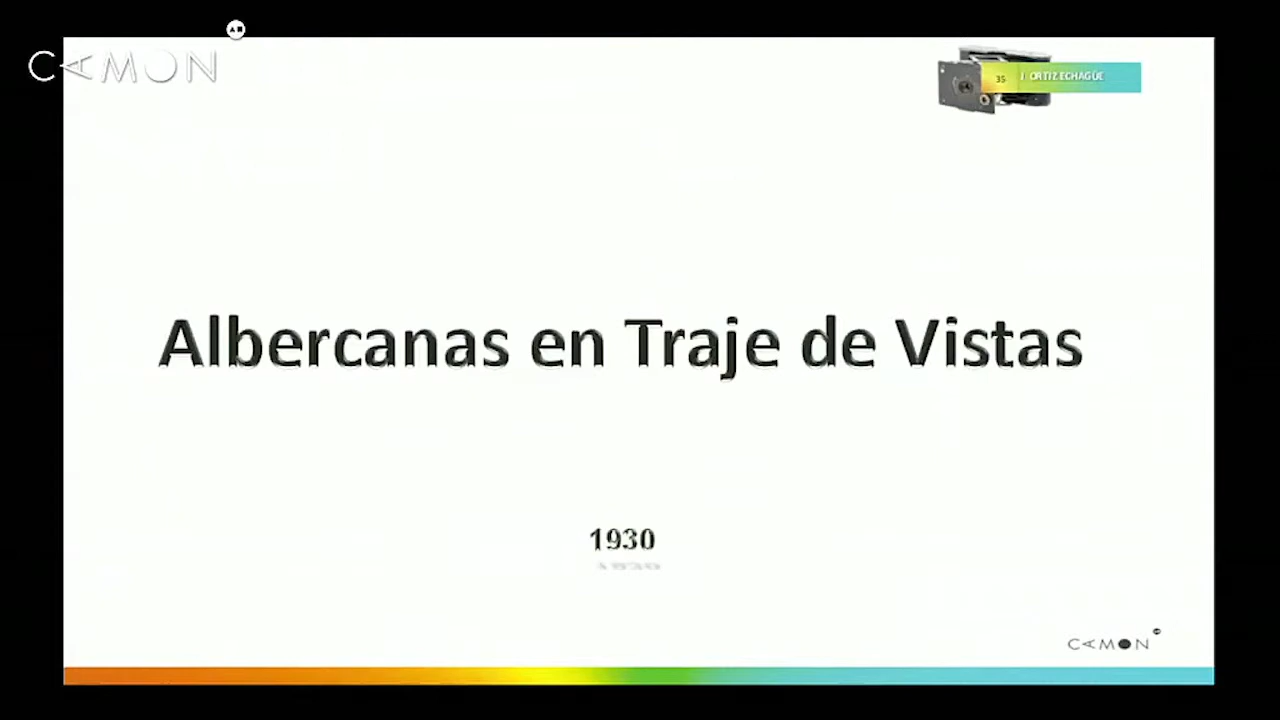 CAMON
35 J. ORTIZ ECHAGÜE
Albercanas en Traje de Vistas
1930
CAMON